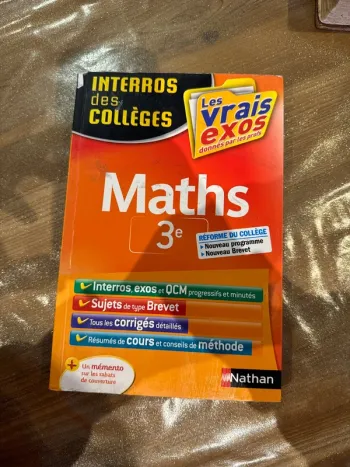 INTERROS
des
COLLÈGES
Les
vrais
exos
donnés par les profs
Maths
3e
RÉFORME DU COLLÈGE
Nouveau programme
Nouveau Brevet
Interros, exos et QCM progressifs et minutés
Sujets de type Brevet
Tous les corrigés détaillés
Résumés de cours et conseils de méthode
+ Un mémento
sur les rabats
de couverture
Nathan